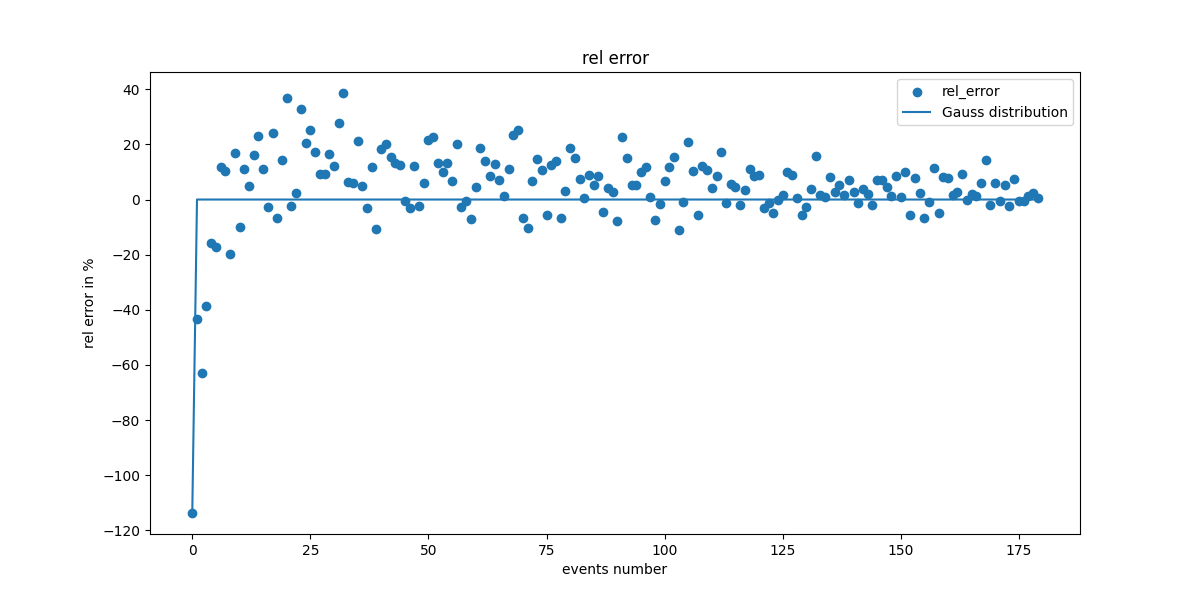 rel error
rel_error
Gauss distribution
rel error in %
40
20
0
−20
−40
−60
−80
−100
−120
0 25 50 75 100 125 150 175
events number